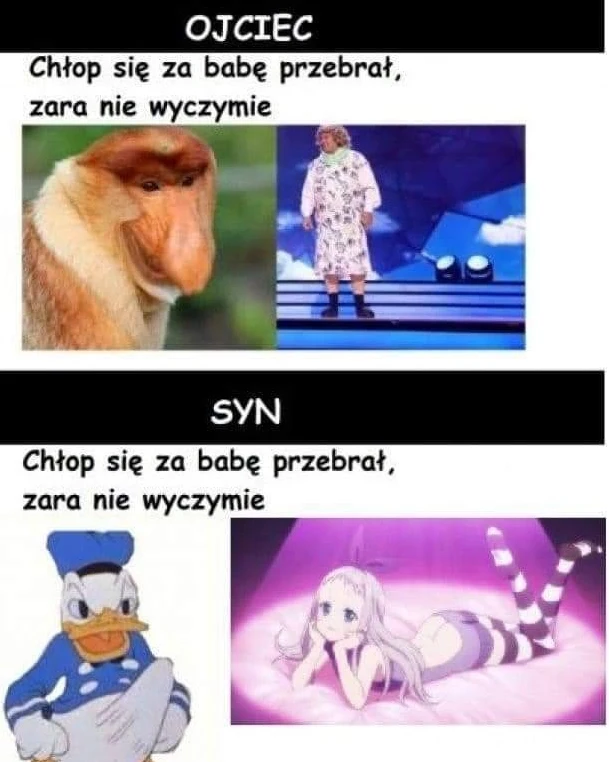 OJCIEC
Chłop się za babę przebrał,
zara nie wyczymie
SYN
Chłop się za babę przebrał,
zara nie wyczymie